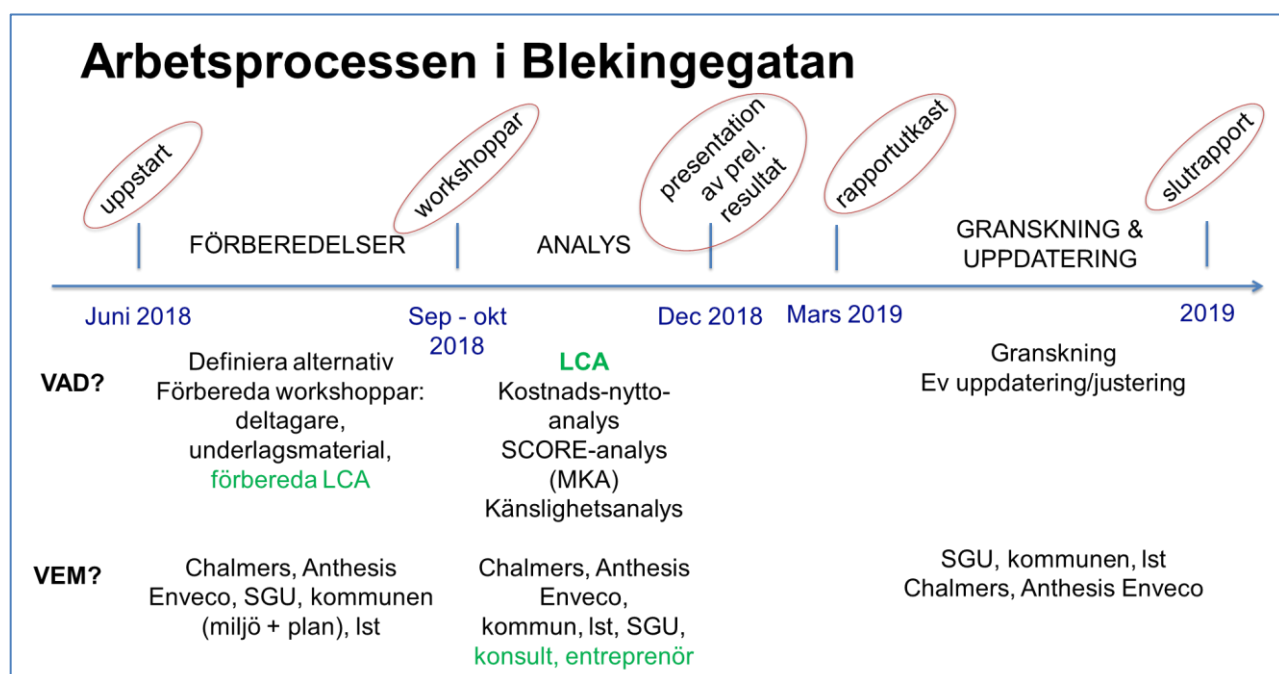 Arbetsprocessen i Blekingegatan
uppstart
workshoppar
presentation
av prel.
resultat
rapportutkast
slutrapport
FÖRBEREDELSER
ANALYS
GRANSKNING &
UPPDATERING
Juni 2018
Sep - okt
2018
Dec 2018
Mars 2019
2019
VAD?
Definiera alternativ
Förbereda workshoppar:
deltagare,
underlagsmaterial,
förbereda LCA
LCA
Kostnads-nytto-
analys
SCORE-analys
(MKA)
Känslighetsanalys
Granskning
Ev uppdatering/justering
VEM?
Chalmers, Anthesis
Enveco, SGU, kommunen
(miljö + plan), lst
Chalmers, Anthesis
Enveco,
kommun, lst, SGU,
konsult, entreprenör
SGU, kommunen, lst
Chalmers, Anthesis Enveco